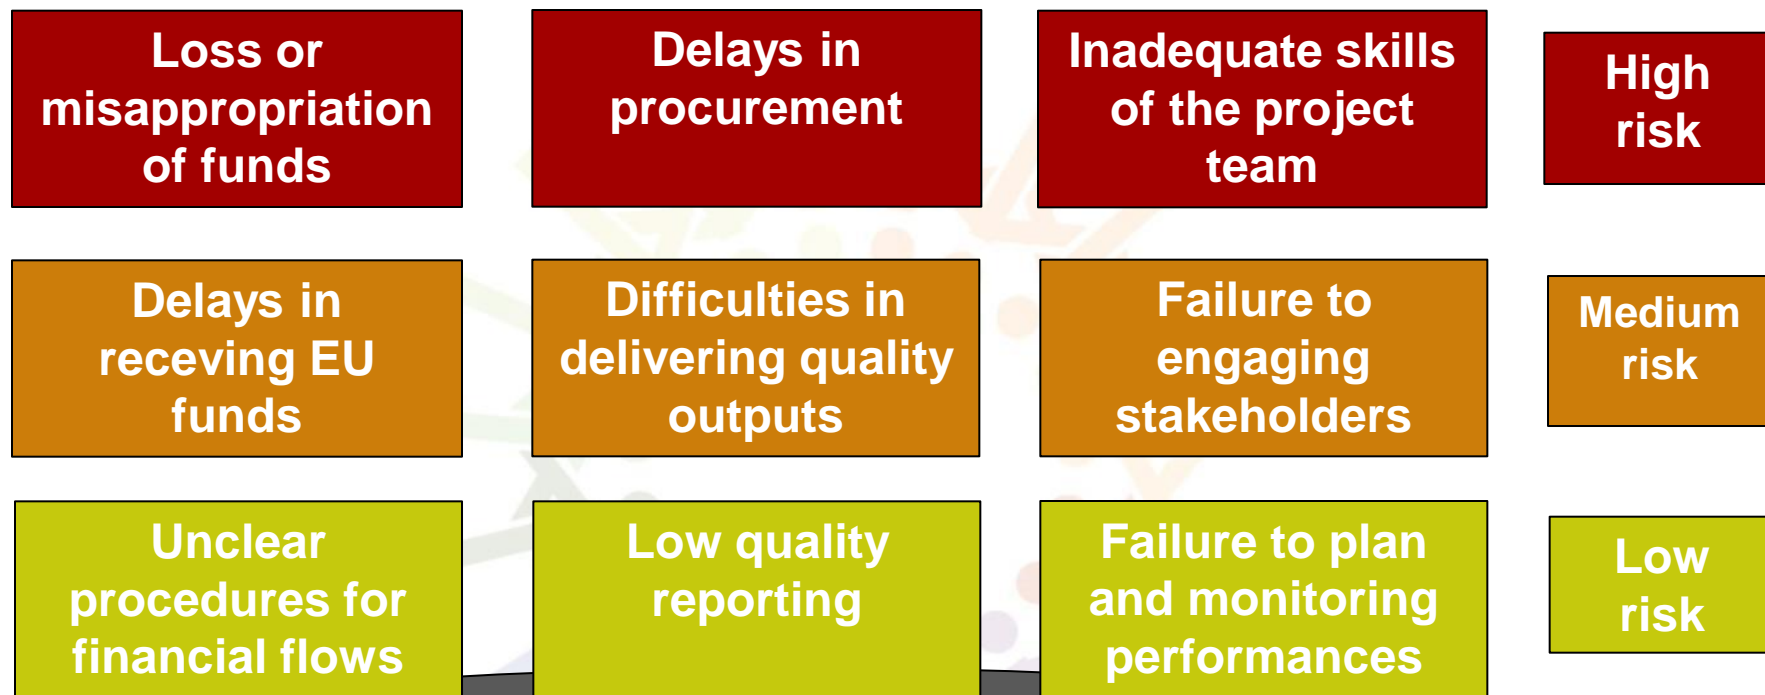 Loss or
misappropriation
of funds
Delays in
procurement
Inadequate skills
of the project
team
High
risk
Delays in
receving EU
funds
Difficulties in
delivering quality
outputs
Failure to
engaging
stakeholders
Medium
risk
Unclear
procedures for
financial flows
Low quality
reporting
Failure to plan
and monitoring
performances
Low
risk